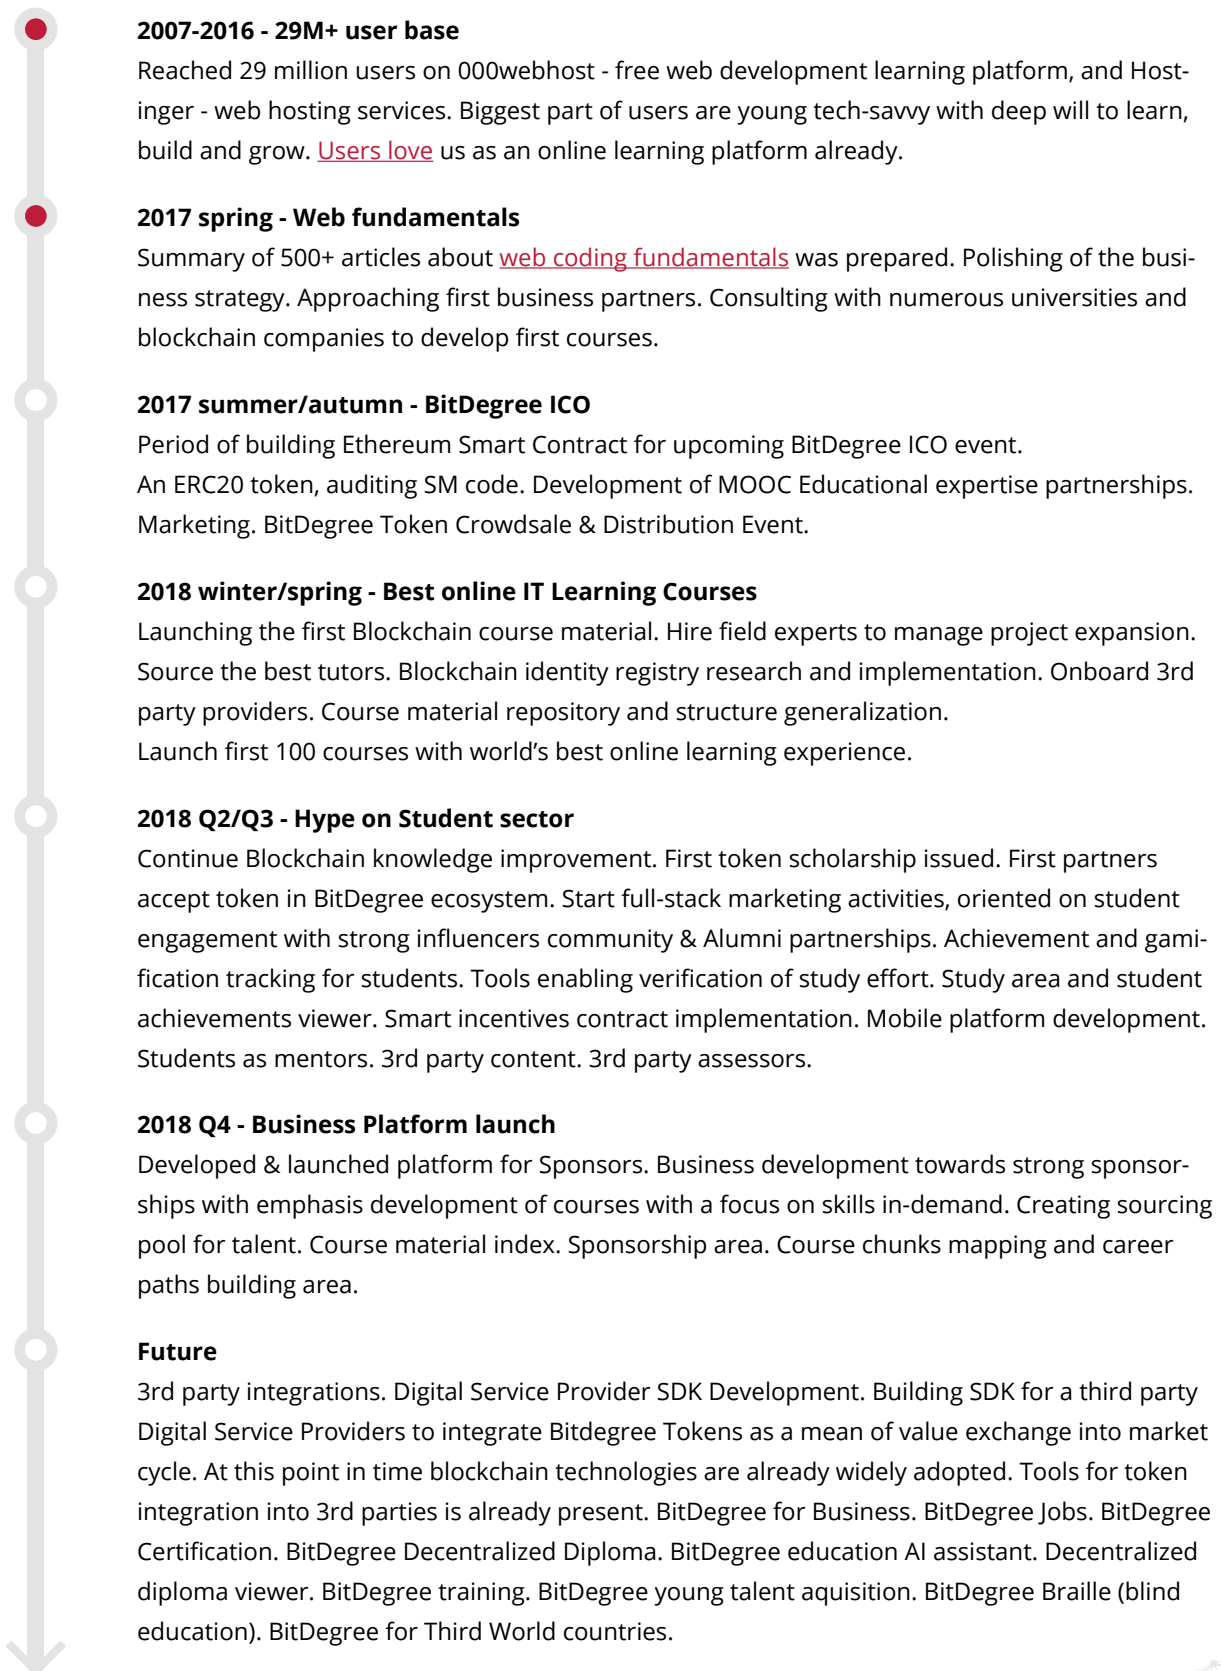 2007-2016 - 29M+ user base
Reached 29 million users on 000webhost - free web development learning platform, and Host-
inger - web hosting services. Biggest part of users are young tech-savvy with deep will to learn,
build and grow. Users love us as an online learning platform already.
2017 spring - Web fundamentals
Summary of 500+ articles about web coding fundamentals was prepared. Polishing of the busi-
ness strategy. Approaching first business partners. Consulting with numerous universities and
blockchain companies to develop first courses.
2017 summer/autumn - BitDegree ICO
Period of building Ethereum Smart Contract for upcoming BitDegree ICO event.
An ERC20 token, auditing SM code. Development of MOOC Educational expertise partnerships.
Marketing. BitDegree Token Crowdsale & Distribution Event.
2018 winter/spring - Best online IT Learning Courses
Launching the first Blockchain course material. Hire field experts to manage project expansion.
Source the best tutors. Blockchain identity registry research and implementation. Onboard 3rd
party providers. Course material repository and structure generalization.
Launch first 100 courses with world’s best online learning experience.
2018 Q2/Q3 - Hype on Student sector
Continue Blockchain knowledge improvement. First token scholarship issued. First partners
accept token in BitDegree ecosystem. Start full-stack marketing activities, oriented on student
engagement with strong influencers community & Alumni partnerships. Achievement and gami-
fication tracking for students. Tools enabling verification of study effort. Study area and student
achievements viewer. Smart incentives contract implementation. Mobile platform development.
Students as mentors. 3rd party content. 3rd party assessors.
2018 Q4 - Business Platform launch
Developed & launched platform for Sponsors. Business development towards strong sponsor-
ships with emphasis development of courses with a focus on skills in-demand. Creating sourcing
pool for talent. Course material index. Sponsorship area. Course chunks mapping and career
paths building area.
Future
3rd party integrations. Digital Service Provider SDK Development. Building SDK for a third party
Digital Service Providers to integrate Bitdegree Tokens as a mean of value exchange into market
cycle. At this point in time blockchain technologies are already widely adopted. Tools for token
integration into 3rd parties is already present. BitDegree for Business. BitDegree Jobs. BitDegree
Certification. BitDegree Decentralized Diploma. BitDegree education AI assistant. Decentralized
diploma viewer. BitDegree training. BitDegree young talent aquisition. BitDegree Braille (blind
education). BitDegree for Third World countries.